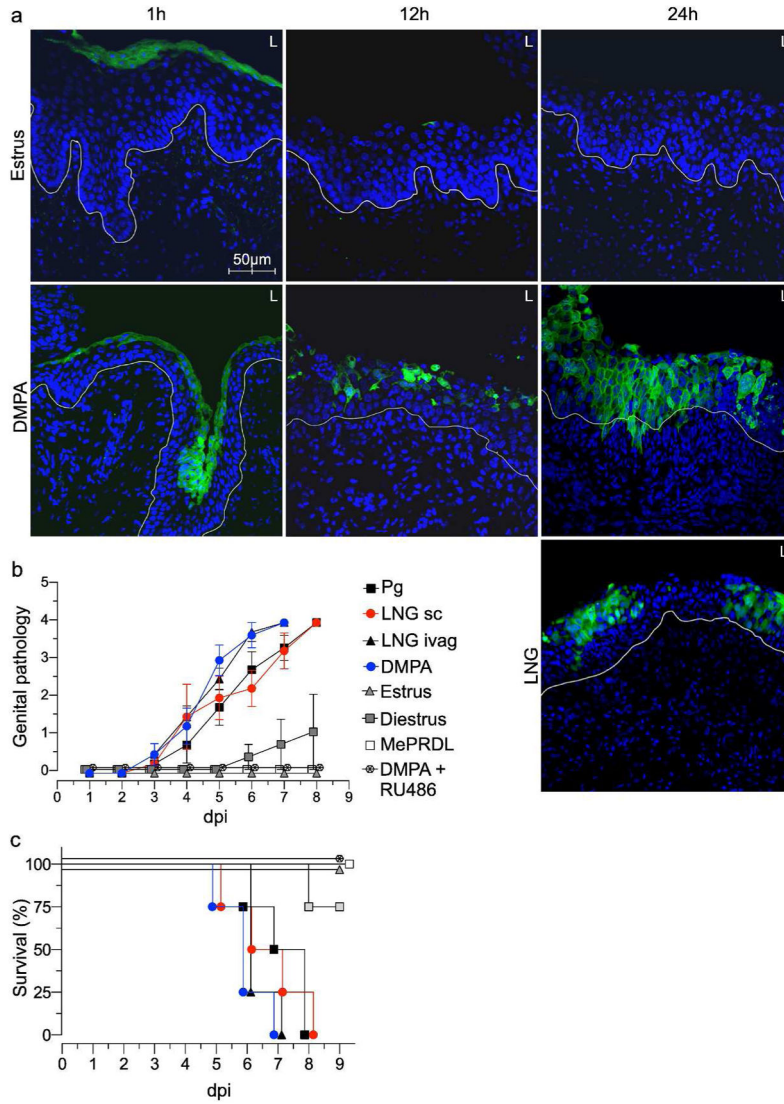 a
1h 12h 24h
Estrus
L
L
L
50µm
DMPA
L
L
L
LNG
L
b
Genital pathology
5
4
3
2
1
0
0 1 2 3 4 5 6 7 8 9
dpi
Pg
LNG sc
LNG ivag
DMPA
Estrus
Diestrus
MePRDL
DMPA +
RU486
c
Survival (%)
100
75
50
25
0
0 1 2 3 4 5 6 7 8 9
dpi